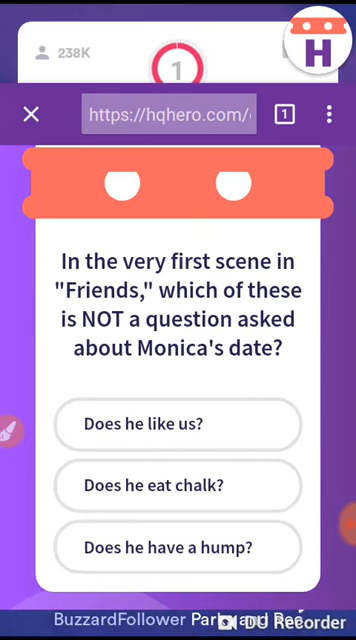 238K
1
H
https://hqhero.com/
1
In the very first scene in
"Friends," which of these
is NOT a question asked
about Monica's date?
Does he like us?
Does he eat chalk?
Does he have a hump?
BuzzardFollower
DU Recorder